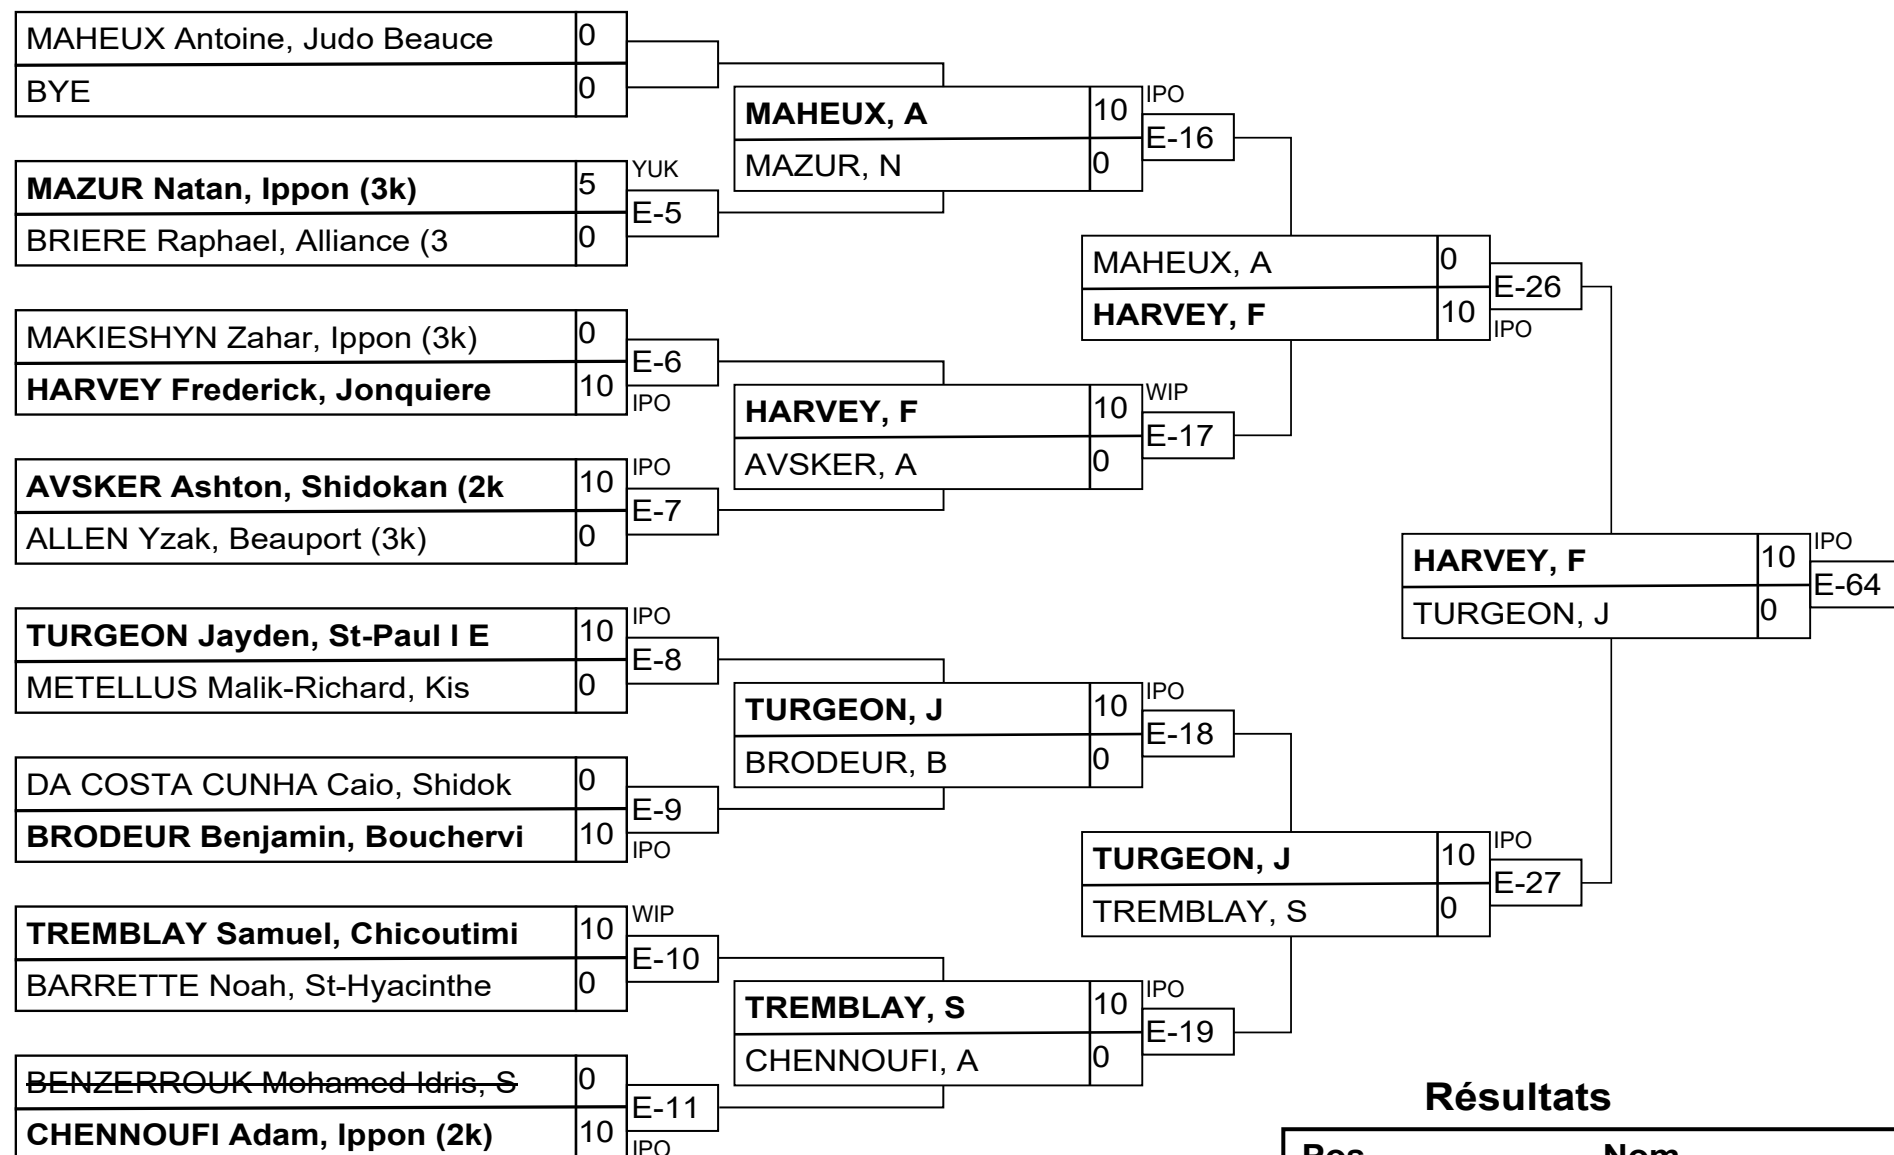 MAHEUX Antoine, Judo Beauce 0
BYE 0
MAZUR Natan, Ippon (3k) 5 YUK
E-5
BRIERE Raphael, Alliance (3 0
MAKIESHYN Zahar, Ippon (3k) 0
E-6
HARVEY Frederick, Jonquiere 10 IPO
AVSKER Ashton, Shidokan (2k 10 IPO
E-7
ALLEN Yzak, Beauport (3k) 0
TURGEON Jayden, St-Paul l E 10 IPO
E-8
METELLUS Malik-Richard, Kis 0
DA COSTA CUNHA Caio, Shidok 0
E-9
BRODEUR Benjamin, Bouchervi 10 IPO
TREMBLAY Samuel, Chicoutimi 10 WIP
E-10
BARRETTE Noah, St-Hyacinthe 0
BENZERROUK Mohamed Idris, S 0
E-11
CHENNOUFI Adam, Ippon (2k) 10 IPO
MAHEUX, A 10 IPO
E-16
MAZUR, N 0
HARVEY, F 10 WIP
E-17
AVSKER, A 0
TURGEON, J 10 IPO
E-18
BRODEUR, B 0
TREMBLAY, S 10 IPO
E-19
CHENNOUFI, A 0
MAHEUX, A 0
E-26
HARVEY, F 10 IPO
TURGEON, J 10 IPO
E-27
TREMBLAY, S 0
HARVEY, F 10 IPO
E-64
TURGEON, J 0
Résultats
Pos Nom